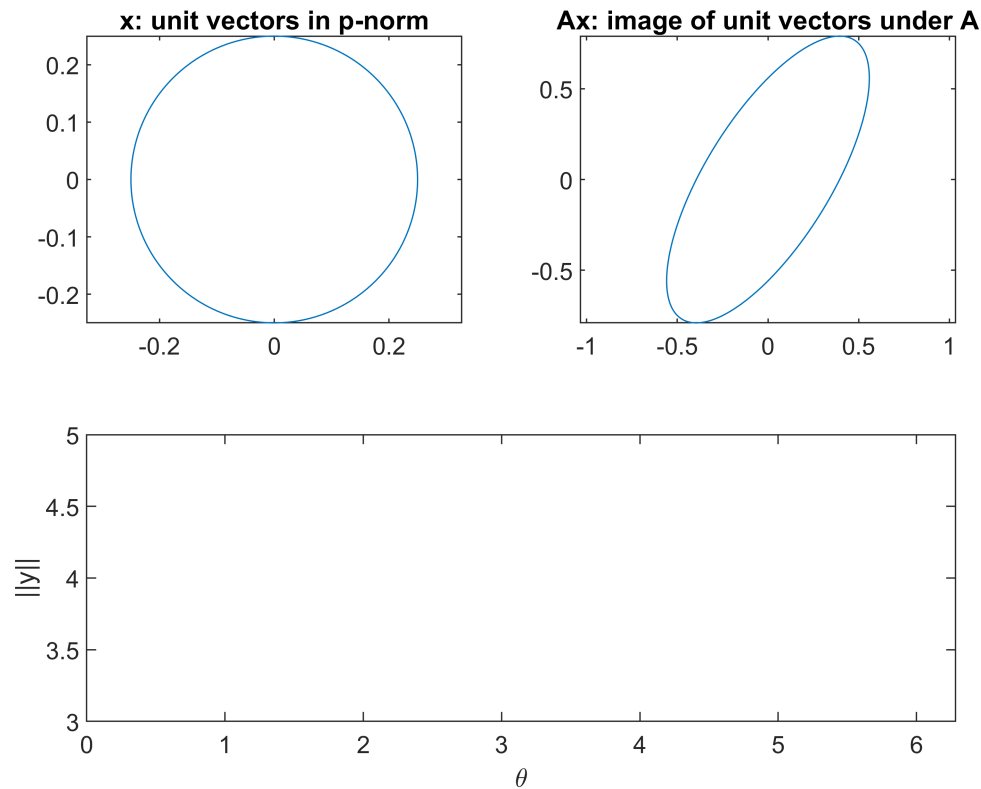 x: unit vectors in p-norm
0.2
0.1
0
-0.1
-0.2
-0.2 0 0.2
Ax: image of unit vectors under A
0.5
0
-0.5
-1 -0.5 0 0.5 1
||y||
5
4.5
4
3.5
3
0 1 2 3 4 5 6
θ